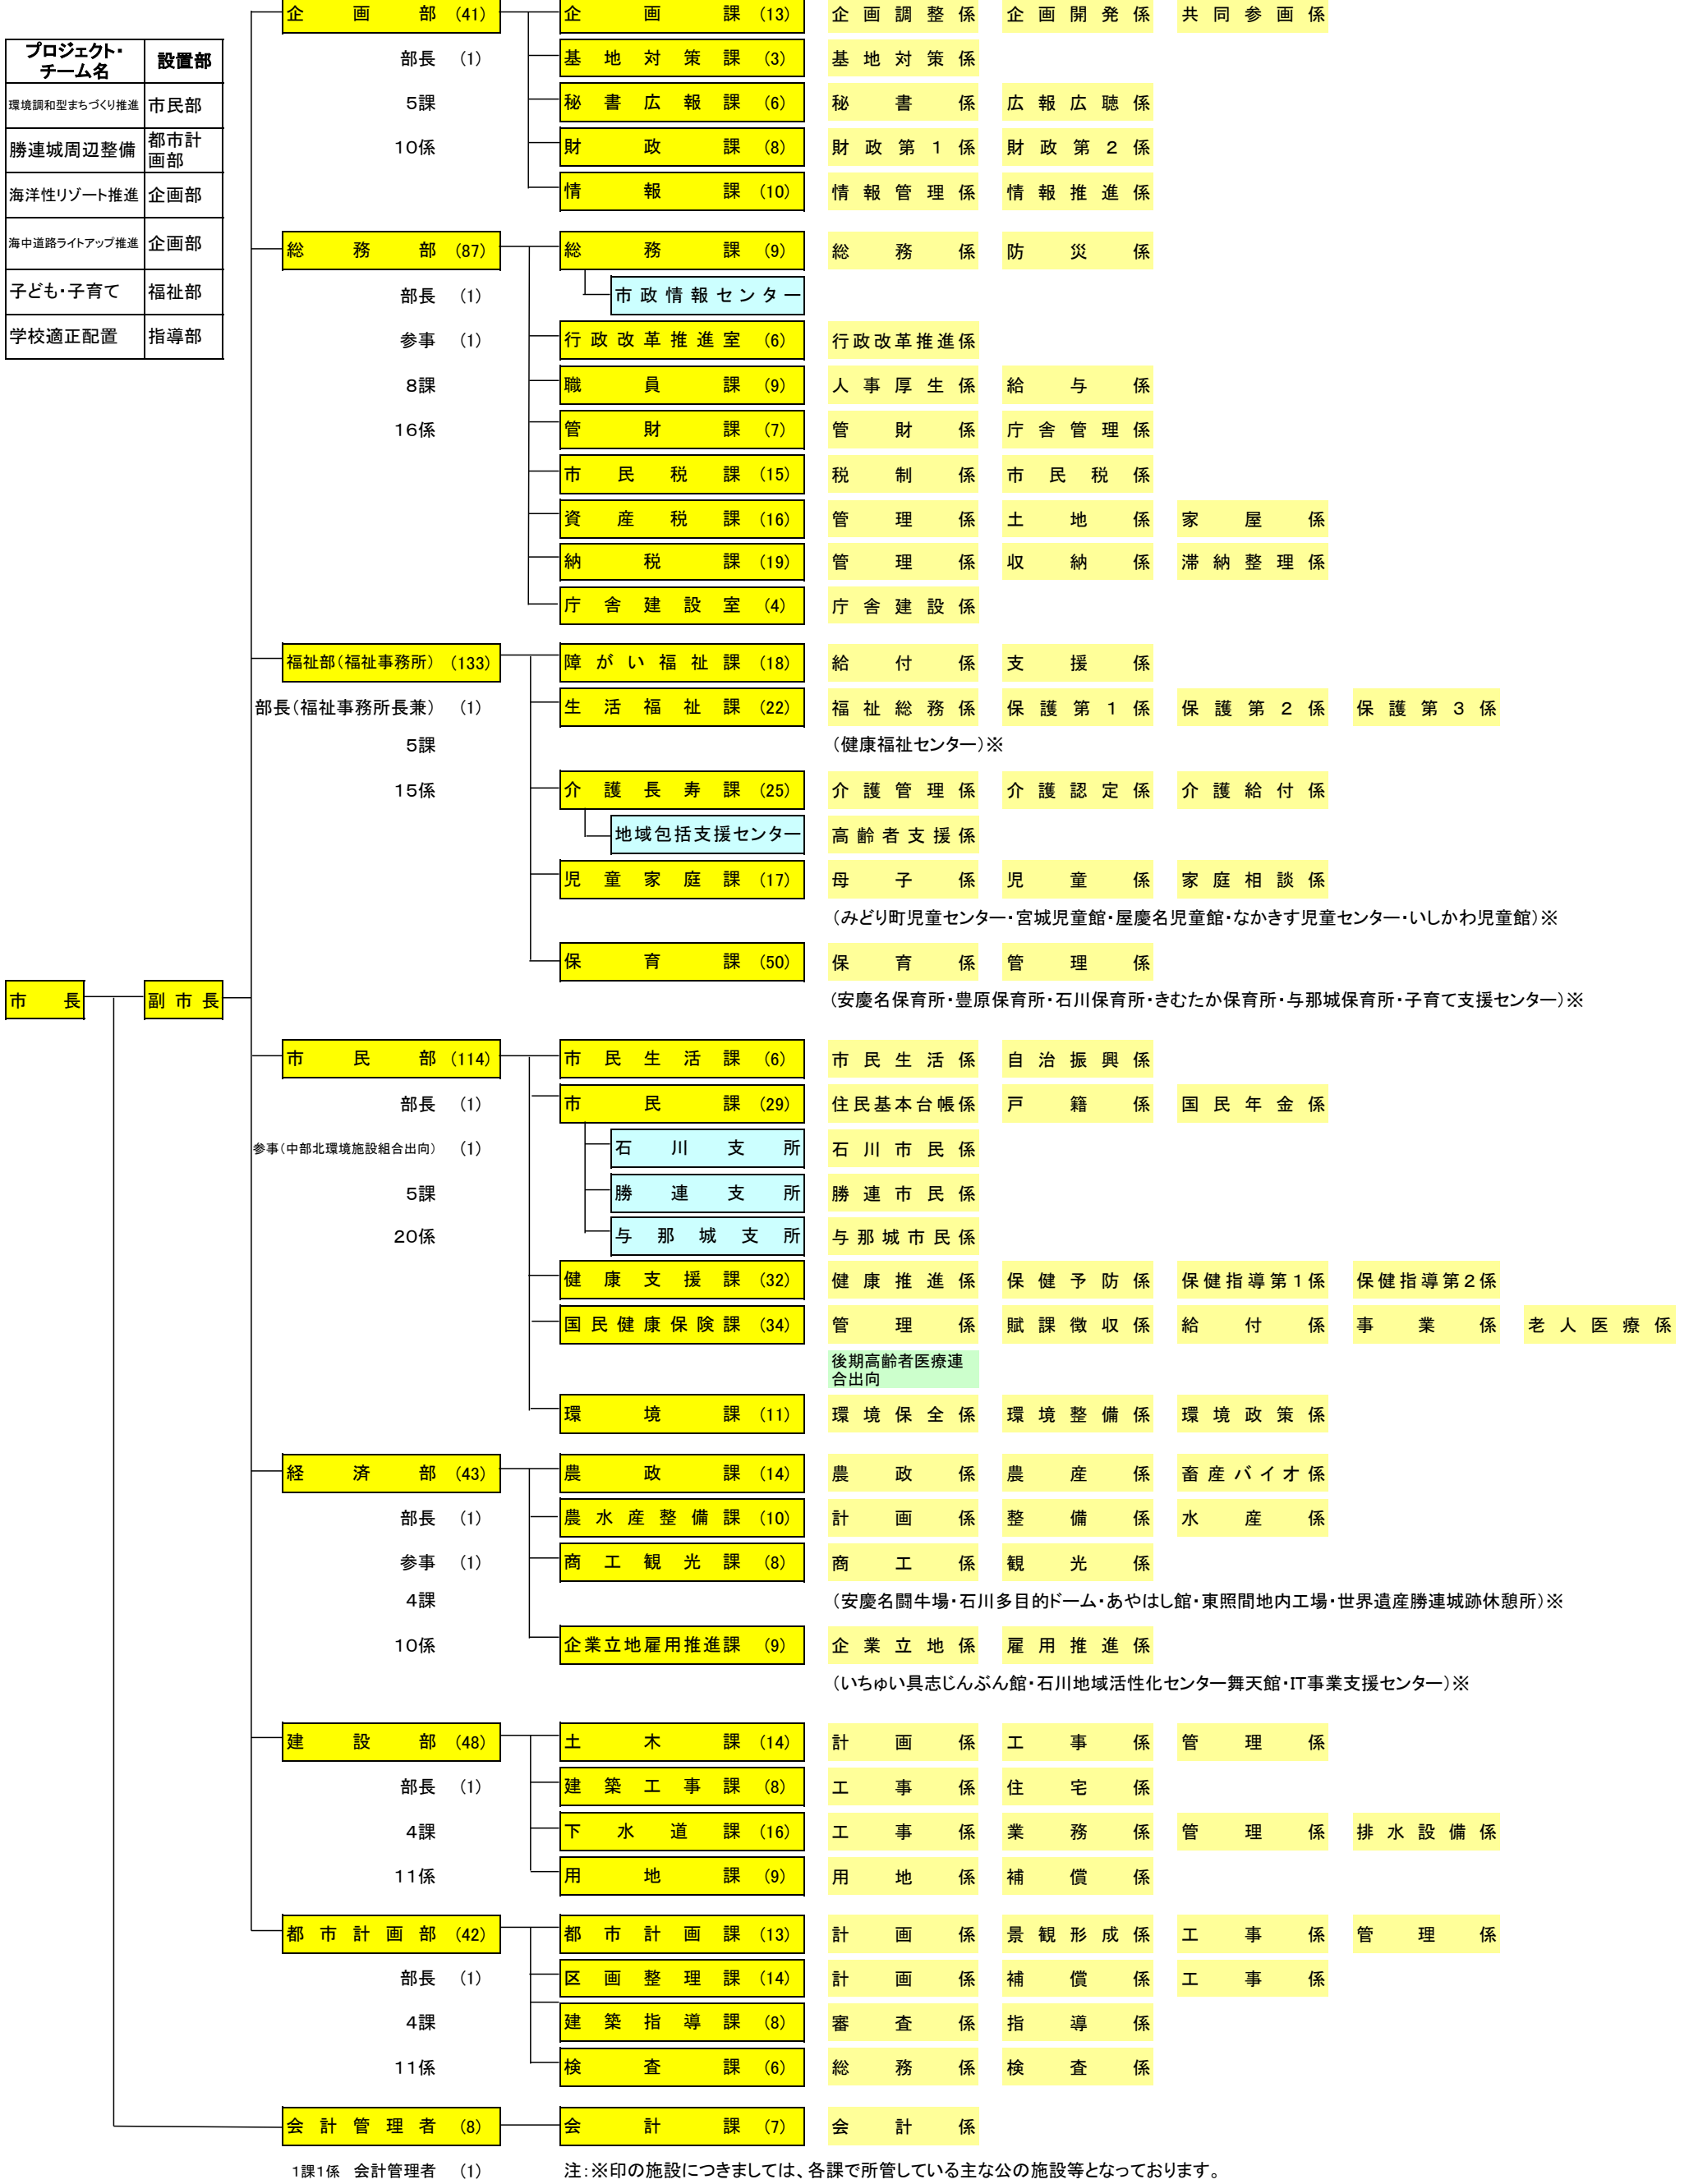 企画部 (41) 企画課 (13) 企画調整係 企画開発係 共同参画係
プロジェクト・チーム名 設置部
環境調和型まちづくり推進 市民部
勝連城周辺整備 都市計画部
海洋性リゾート推進 企画部
海中道路ライトアップ推進 企画部
子ども・子育て 福祉部
学校適正配置 指導部
部長 (1) 基地対策課 (3) 基地対策係
5課 秘書広報課 (6) 秘書係 広報広聴係
10係 財政課 (8) 財政第1係 財政第2係
情報課 (10) 情報管理係 情報推進係
総務部 (87) 総務課 (9) 総務係 防災係
部長 (1) 市政情報センター
参事 (1) 行政改革推進室 (6) 行政改革推進係
8課 職員課 (9) 人事厚生係 給与係
16係 管財課 (7) 管財係 庁舎管理係
市民税課 (15) 税制係 市民税係
資産税課 (16) 管理係 土地係 家屋係
納税課 (19) 管理係 収納係 滞納整理係
庁舎建設室 (4) 庁舎建設係
福祉部(福祉事務所) (133) 障がい福祉課 (18) 給付係 支援係
部長(福祉事務所長兼) (1) 生活福祉課 (22) 福祉総務係 保護第1係 保護第2係 保護第3係
5課 (健康福祉センター)※
15係 介護長寿課 (25) 介護管理係 介護認定係 介護給付係
地域包括支援センター 高齢者支援係
児童家庭課 (17) 母子係 児童係 家庭相談係
(みどり町児童センター・宮城児童館・屋慶名児童館・なかきす児童センター・いしかわ児童館)※
保育課 (50) 保育係 管理係
市長 副市長 (安慶名保育所・豊原保育所・石川保育所・きむたか保育所・与那城保育所・子育て支援センター)※
市民部 (114) 市民生活課 (6) 市民生活係 自治振興係
部長 (1) 市民課 (29) 住民基本台帳係 戸籍係 国民年金係
参事(中部北環境施設組合出向) (1) 石川支所 石川市民係
5課 勝連支所 勝連市民係
20係 与那城支所 与那城市民係
健康支援課 (32) 健康推進係 保健予防係 保健指導第1係 保健指導第2係
国民健康保険課 (34) 管理係 賦課徴収係 給付係 事業係 老人医療係
後期高齢者医療連
合出向
環境課 (11) 環境保全係 環境整備係 環境政策係
経済部 (43) 農政課 (14) 農政係 農産係 畜産バイオ係
部長 (1) 農水産整備課 (10) 計画係 整備係 水産係
参事 (1) 商工観光課 (8) 商工係 観光係
4課 (安慶名闘牛場・石川多目的ドーム・あやはし館・東照間地内工場・世界遺産勝連城跡休憩所)※
10係 企業立地雇用推進課 (9) 企業立地係 雇用推進係
(いちゅい具志じんぶん館・石川地域活性化センター舞天館・IT事業支援センター)※
建設部 (48) 土木課 (14) 計画係 工事係 管理係
部長 (1) 建築工事課 (8) 工事係 住宅係
4課 下水道課 (16) 工事係 業務係 管理係 排水設備係
11係 用地課 (9) 用地係 補償係
都市計画部 (42) 都市計画課 (13) 計画係 景観形成係 工事係 管理係
部長 (1) 区画整理課 (14) 計画係 補償係 工事係
4課 建築指導課 (8) 審査係 指導係
11係 検査課 (6) 総務係 検査係
会計管理者 (8) 会計課 (7) 会計係
1課1係 会計管理者 (1) 注:※印の施設につきましては、各課で所管している主な公の施設等となっております。